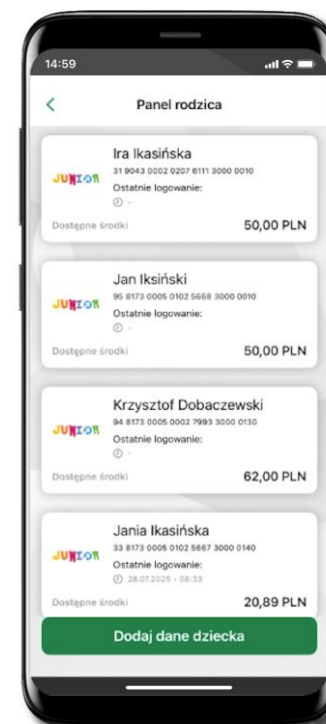 14:59
Panel rodzica
Ira Ikasińska
31 9043 0002 0207 6111 3000 0010
JUNIOR
Ostatnie logowanie:
-
Dostępne środki 50,00 PLN
Jan Iksiński
95 8173 0005 0102 5668 3000 0010
JUNIOR
Ostatnie logowanie:
-
Dostępne środki 50,00 PLN
Krzysztof Dobaczewski
94 8173 0005 0002 7993 3000 0130
JUNIOR
Ostatnie logowanie:
-
Dostępne środki 62,00 PLN
Jania Ikasińska
33 8173 0005 0102 5667 3000 0140
JUNIOR
Ostatnie logowanie:
28.07.2025 - 08:33
Dostępne środki 20,89 PLN
Dodaj dane dziecka